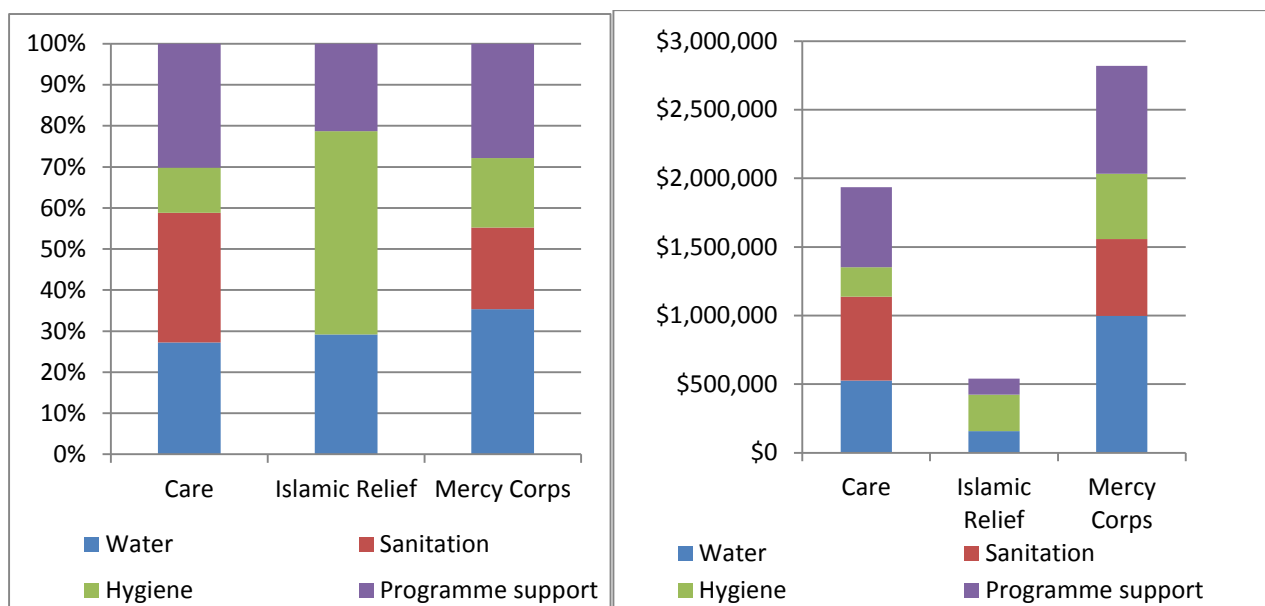 100%
90%
80%
70%
60%
50%
40%
30%
20%
10%
0%
Care Islamic Relief Mercy Corps
Water Sanitation
Hygiene Programme support
$3,000,000
$2,500,000
$2,000,000
$1,500,000
$1,000,000
$500,000
$0
Care Islamic Mercy
Relief Corps
Water Sanitation
Hygiene Programme support